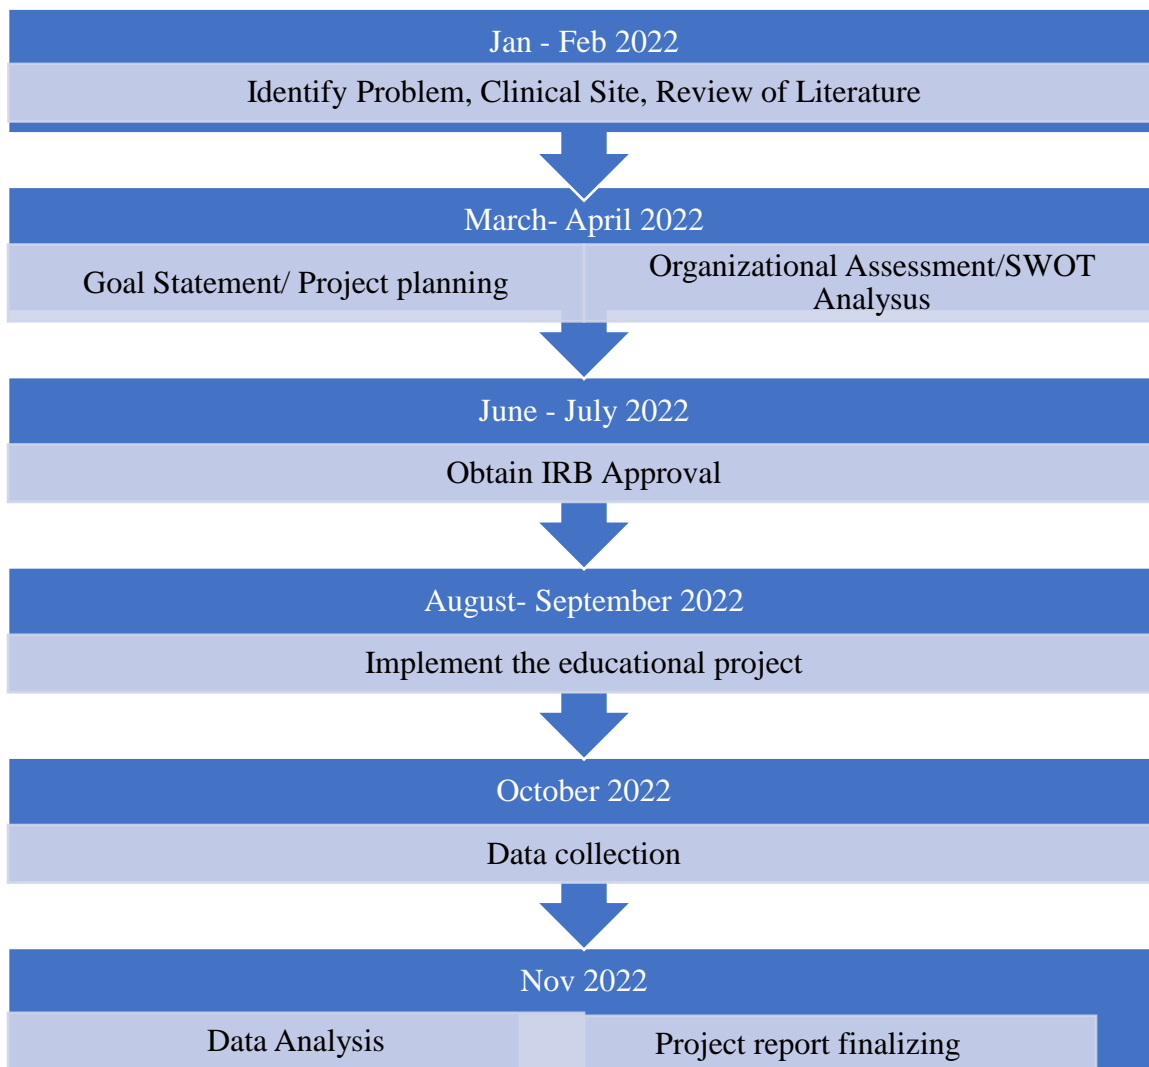 Jan - Feb 2022
Identify Problem, Clinical Site, Review of Literature
March- April 2022
Goal Statement/ Project planning
Organizational Assessment/SWOT
Analysus
June - July 2022
Obtain IRB Approval
August- September 2022
Implement the educational project
October 2022
Data collection
Nov 2022
Data Analysis
Project report finalizing